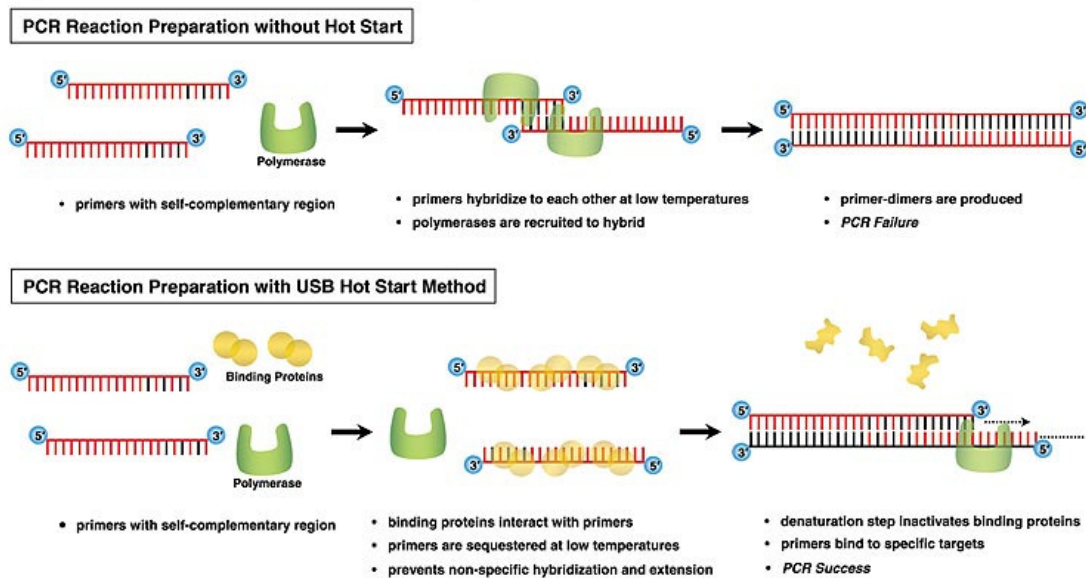 PCR Reaction Preparation without Hot Start
5' 3'
5' 3'
Polymerase
5' 3'
3' 5'
5' 3'
3' 5'
• primers with self-complementary region
• primers hybridize to each other at low temperatures
• polymerases are recruited to hybrid
• primer-dimers are produced
• PCR Failure
PCR Reaction Preparation with USB Hot Start Method
Binding Proteins
5' 3'
5' 3'
Polymerase
5' 3'
3' 5'
5' 3'
3' 5'
• primers with self-complementary region
• binding proteins interact with primers
• primers are sequestered at low temperatures
• prevents non-specific hybridization and extension
• denaturation step inactivates binding proteins
• primers bind to specific targets
• PCR Success